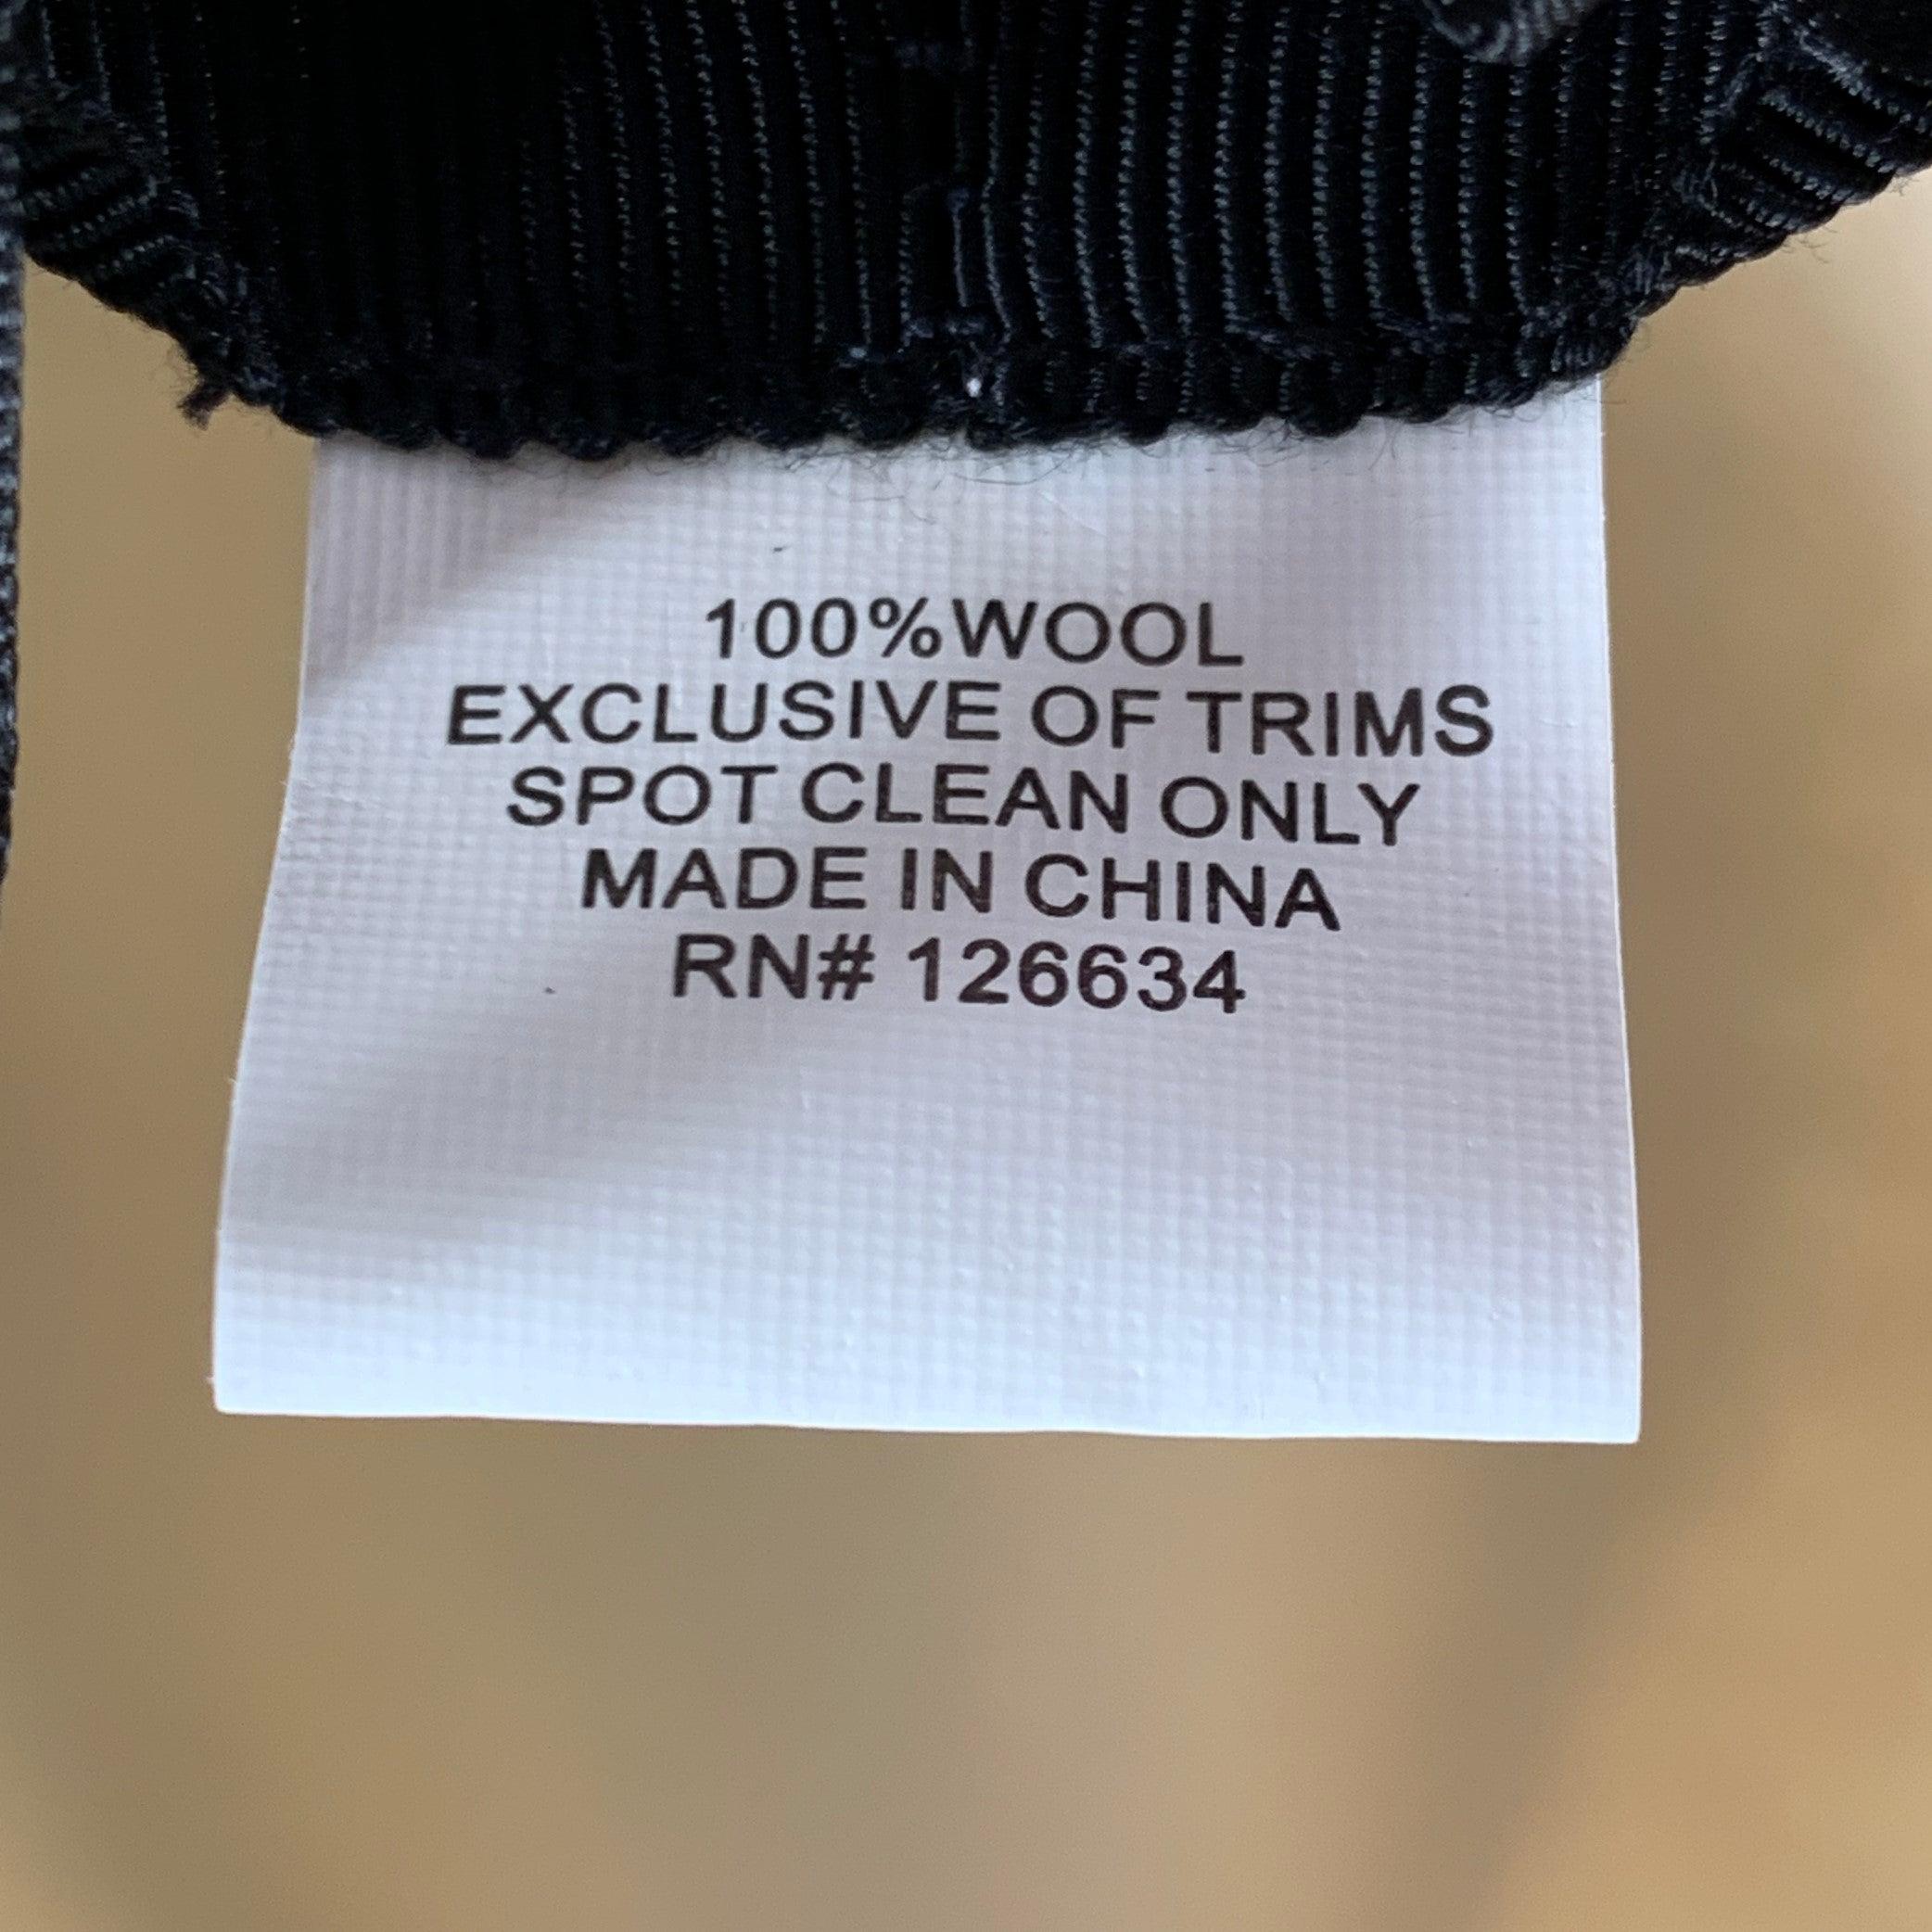 100%WOOL
EXCLUSIVE OF TRIMS
SPOT CLEAN ONLY
MADE IN CHINA
RN# 126634